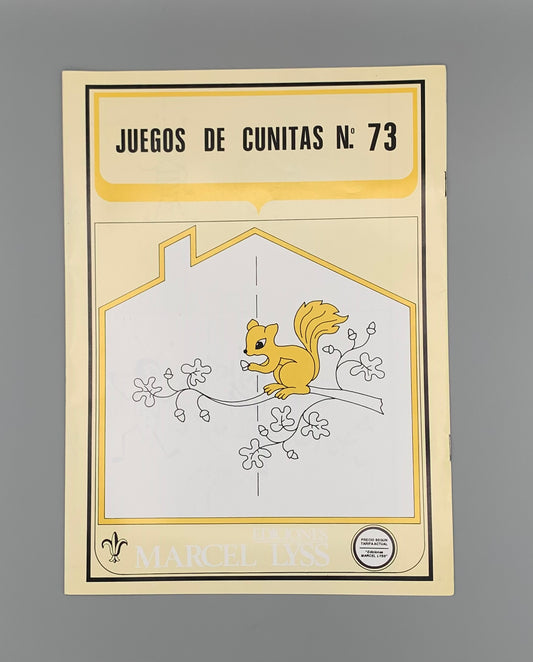 JUEGOS DE CUNITAS Nº 73
EDICIONES
MARCEL LYSS
PRECIO SEGUN
TARIFA ACTUAL
"Ediciones
MARCEL LYSS"